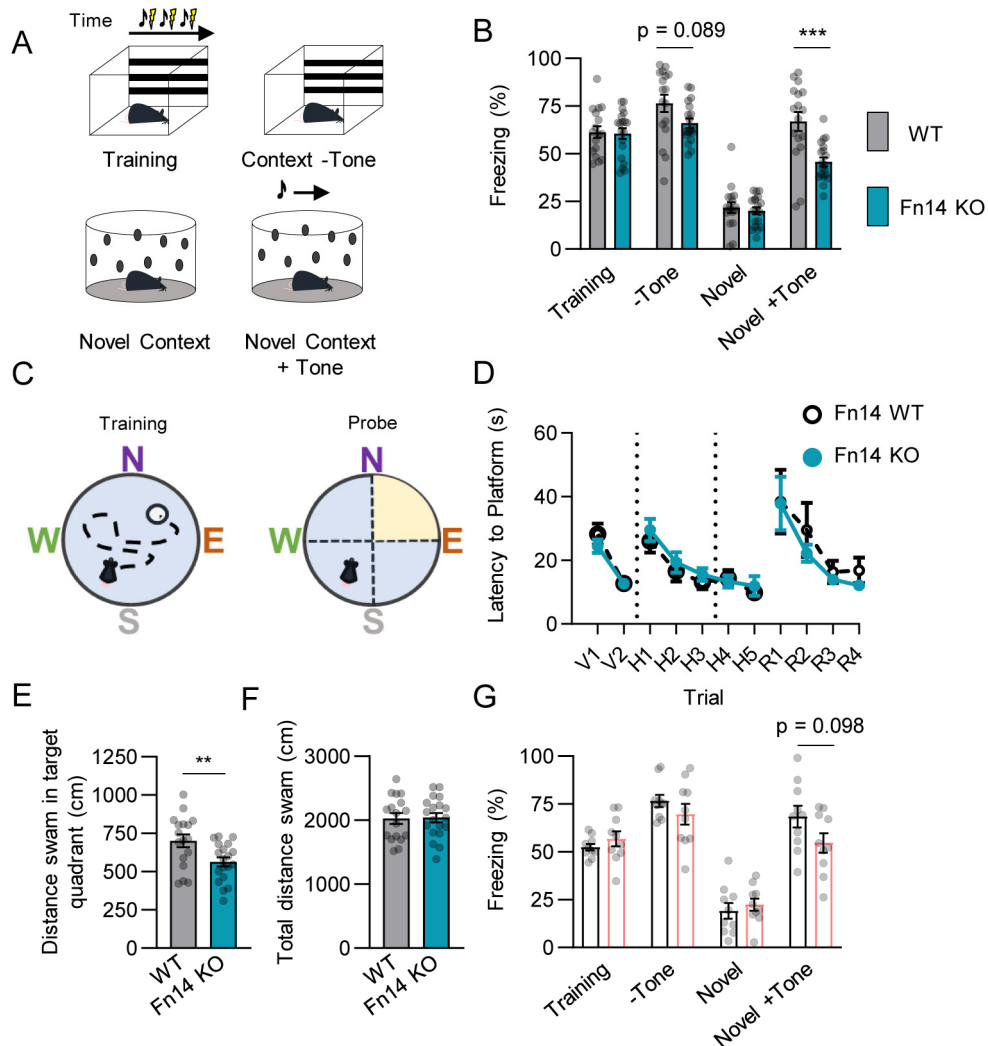 A
Time
Training
Context -Tone
Novel Context
Novel Context
+ Tone
B
p = 0.089
***
Freezing (%)
100
75
50
25
0
Training
-Tone
Novel
Novel +Tone
WT
Fn14 KO
C
Training
Probe
N
W
E
S
N
W
E
S
D
Latency to Platform (s)
60
40
20
0
V1
V2
H1
H2
H3
H4
H5
R1
R2
R3
R4
Trial
Fn14 WT
Fn14 KO
E
Distance swam in target
quadrant (cm)
1250
1000
750
500
250
0
**
WT
Fn14 KO
F
Total distance swam (cm)
3000
2000
1000
0
WT
Fn14 KO
G
p = 0.098
Freezing (%)
100
75
50
25
0
Training
-Tone
Novel
Novel +Tone